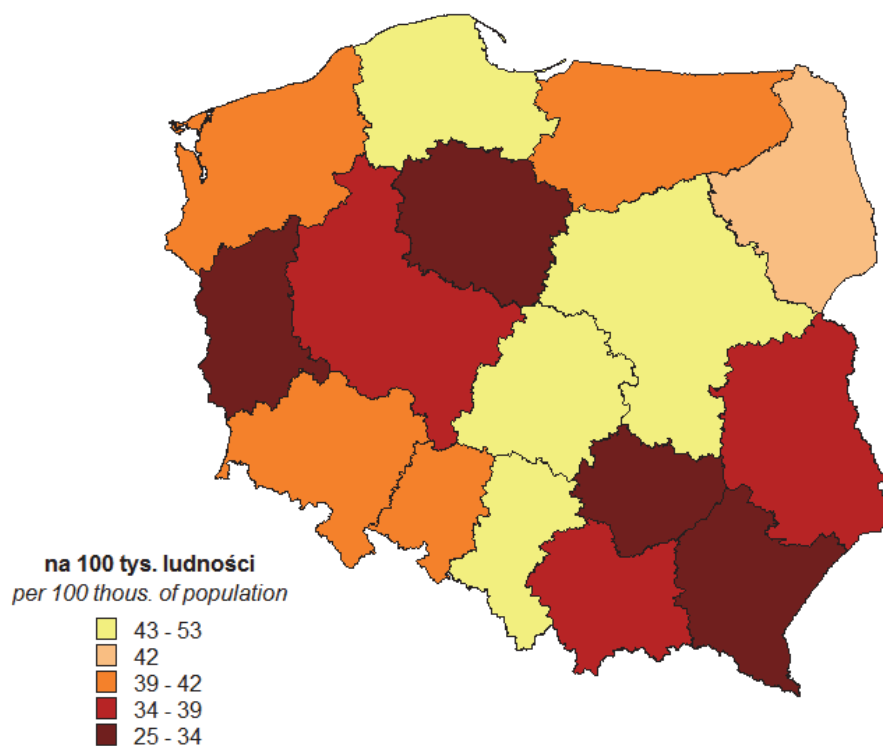 na 100 tys. ludności
per 100 thous. of population
43 - 53
42
39 - 42
34 - 39
25 - 34